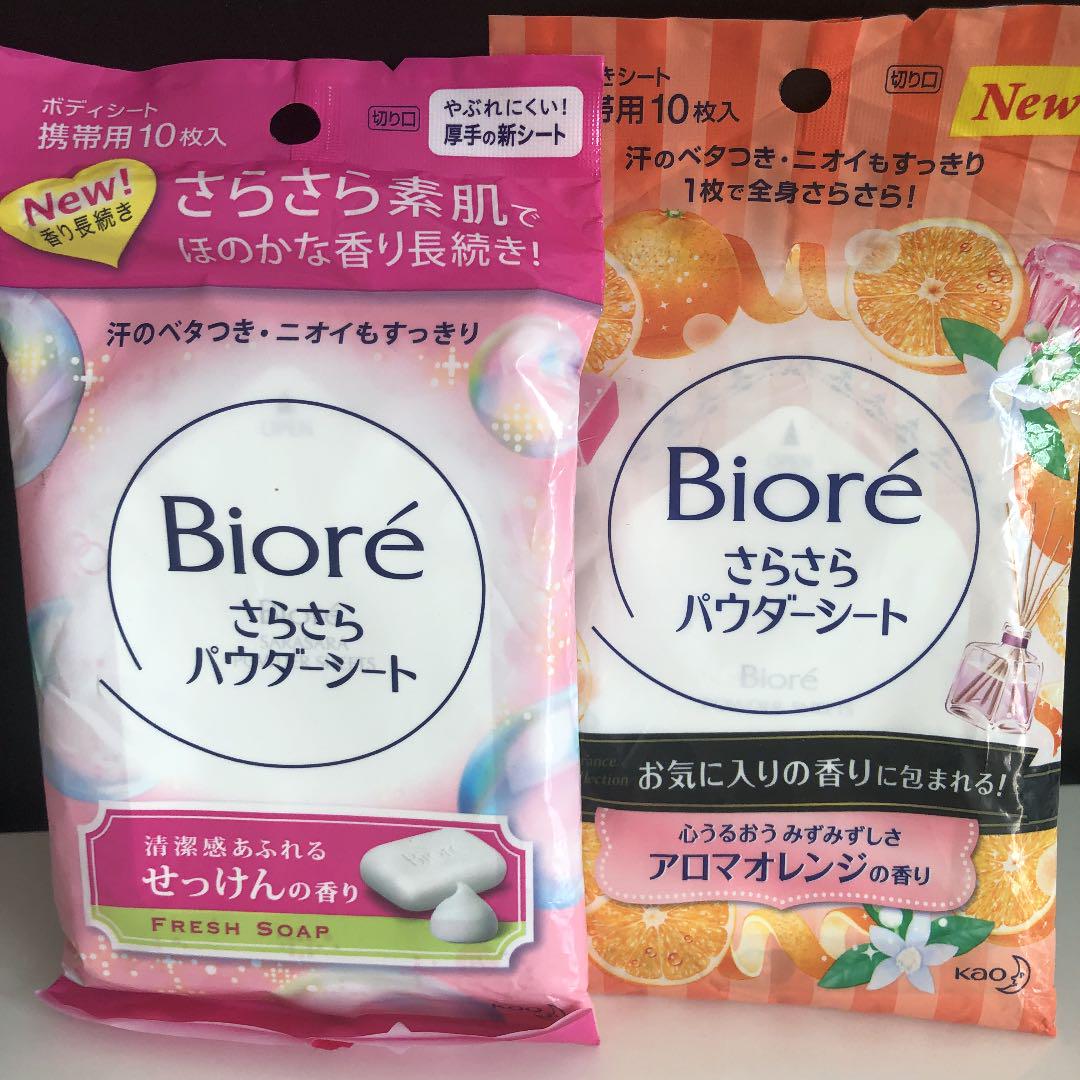 ボディシート
携帯用10枚入
切り口
やぶれにくい!
厚手の新シート
New!
香り長続き
さらさら素肌で
ほのかな香り長続き!
汗のベタつき・ニオイもすっきり
Bioré
さらさら
パウダーシート
清潔感あふれる
せっけんの香り
FRESH SOAP
Bioré
kao
きシート
帯用10枚入
切り口
New
汗のベタつき・ニオイもすっきり
1枚で全身さらさら!
Bioré
さらさら
パウダーシート
Bioré
お気に入りの香りに包まれる!
心うるおう みずみずしさ
アロマオレンジの香り
kao